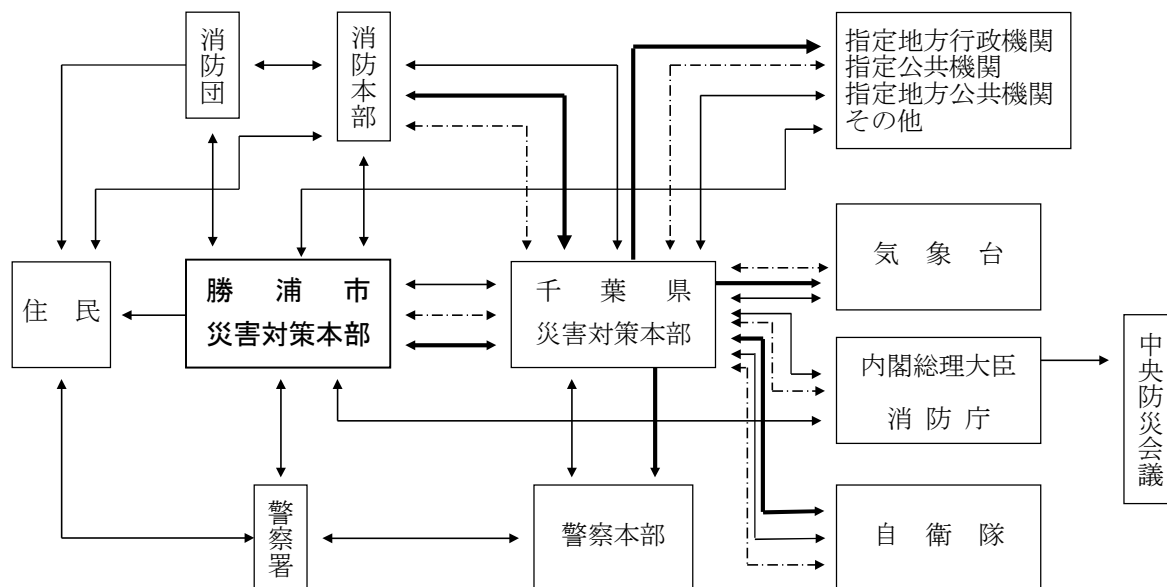 消防団
消防本部
指定地方行政機関
指定公共機関
指定地方公共機関
その他
気　象　台
住　民
勝　浦　市
災害対策本部
千　葉　県
災害対策本部
内閣総理大臣
消 防 庁
中央防災会議
警察署
警察本部
自　衛　隊